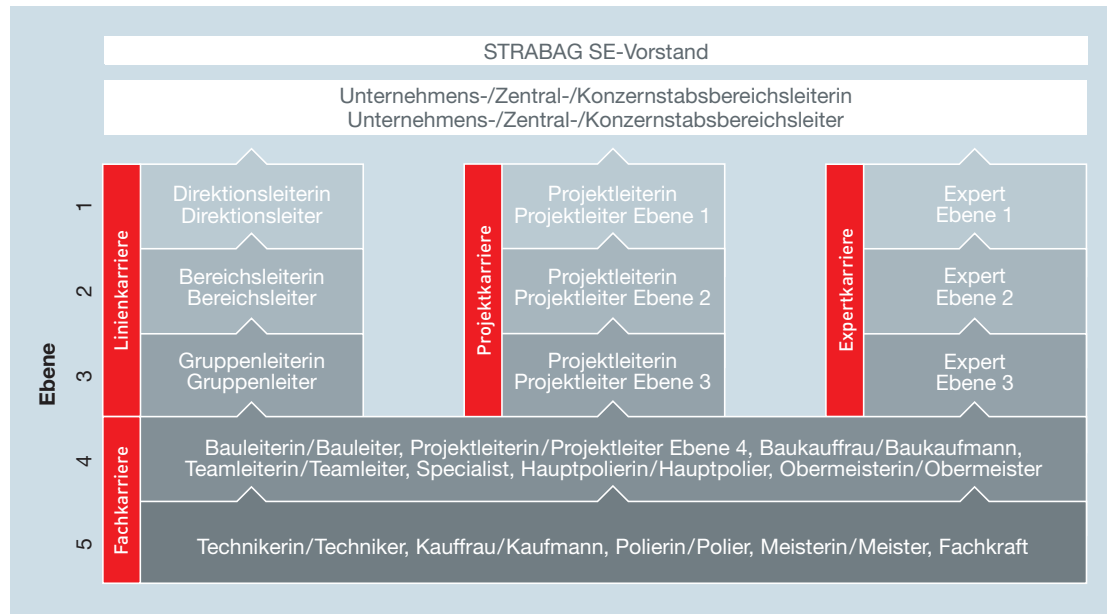 STRABAG SE-Vorstand
Unternehmens-/Zentral-/Konzernstabsbereichsleiterin
Unternehmens-/Zentral-/Konzernstabsbereichsleiter
Ebene
1
2
3
4
5
Linienkarriere
Direktionsleiterin
Direktionsleiter
Bereichsleiterin
Bereichsleiter
Gruppenleiterin
Gruppenleiter
Projektkarriere
Projektleiterin
Projektleiter Ebene 1
Projektleiterin
Projektleiter Ebene 2
Projektleiterin
Projektleiter Ebene 3
Expertkarriere
Expert
Ebene 1
Expert
Ebene 2
Expert
Ebene 3
Fachkarriere
Bauleiterin/Bauleiter, Projektleiterin/Projektleiter Ebene 4, Baukauffrau/Baukaufmann,
Teamleiterin/Teamleiter, Specialist, Hauptpolierin/Hauptpolier, Obermeisterin/Obermeister
Technikerin/Techniker, Kauffrau/Kaufmann, Polierin/Polier, Meisterin/Meister, Fachkraft